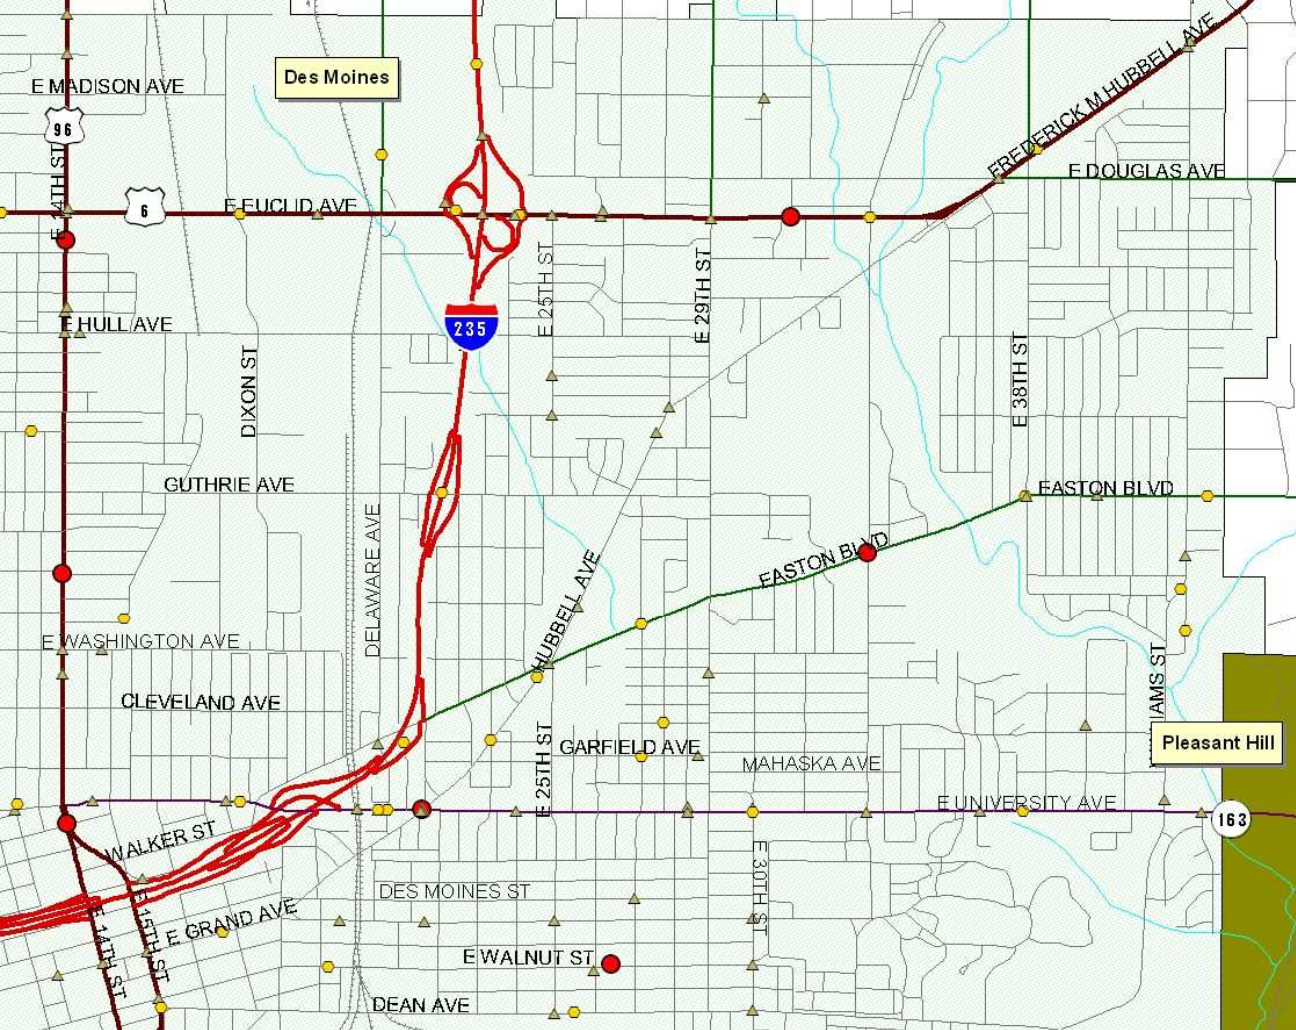 FREDERICK M HUBBELL AVE
Des Moines
E MADISON AVE
96
E 14TH ST
E DOUGLAS AVE
6
E EUCLID AVE
E 25TH ST
E 29TH ST
E HULL AVE
235
DIXON ST
E 38TH ST
GUTHRIE AVE
EASTON BLVD
DELAWARE AVE
EASTON BLVD
HUBBELL AVE
E WASHINGTON AVE
CLEVELAND AVE
E 25TH ST
GARFIELD AVE
MAHASKA AVE
IAMS ST
Pleasant Hill
E UNIVERSITY AVE
163
WALKER ST
E 30TH ST
DES MOINES ST
E GRAND AVE
E 15TH ST
E 14TH ST
E WALNUT ST
DEAN AVE